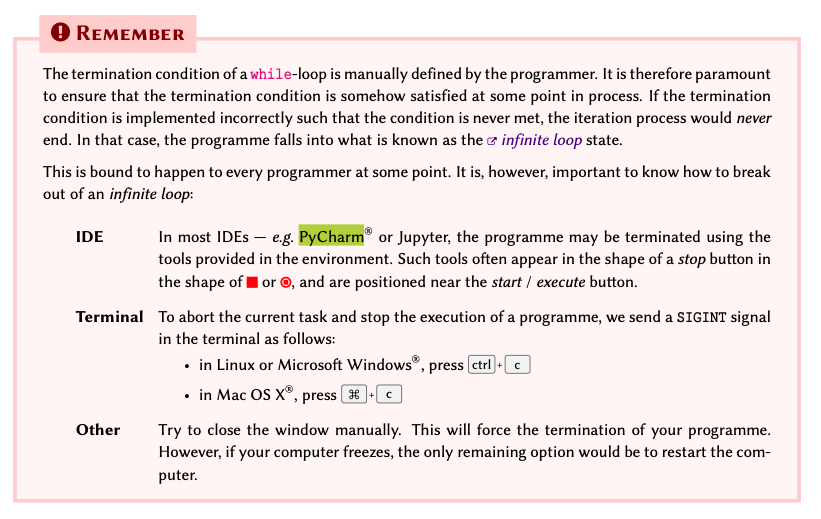 Remember
The termination condition of a while-loop is manually defined by the programmer. It is therefore paramount
to ensure that the termination condition is somehow satisfied at some point in process. If the termination
condition is implemented incorrectly such that the condition is never met, the iteration process would never
end. In that case, the programme falls into what is known as the infinite loop state.
This is bound to happen to every programmer at some point. It is, however, important to know how to break
out of an infinite loop:
IDE In most IDEs — e.g. PyCharm® or Jupyter, the programme may be terminated using the
tools provided in the environment. Such tools often appear in the shape of a stop button in
the shape of or , and are positioned near the start / execute button.
Terminal To abort the current task and stop the execution of a programme, we send a SIGINT signal
in the terminal as follows:
• in Linux or Microsoft Windows®, press ctrl + c
• in Mac OS X®, press ⌘ + c
Other Try to close the window manually. This will force the termination of your programme.
However, if your computer freezes, the only remaining option would be to restart the com-
puter.